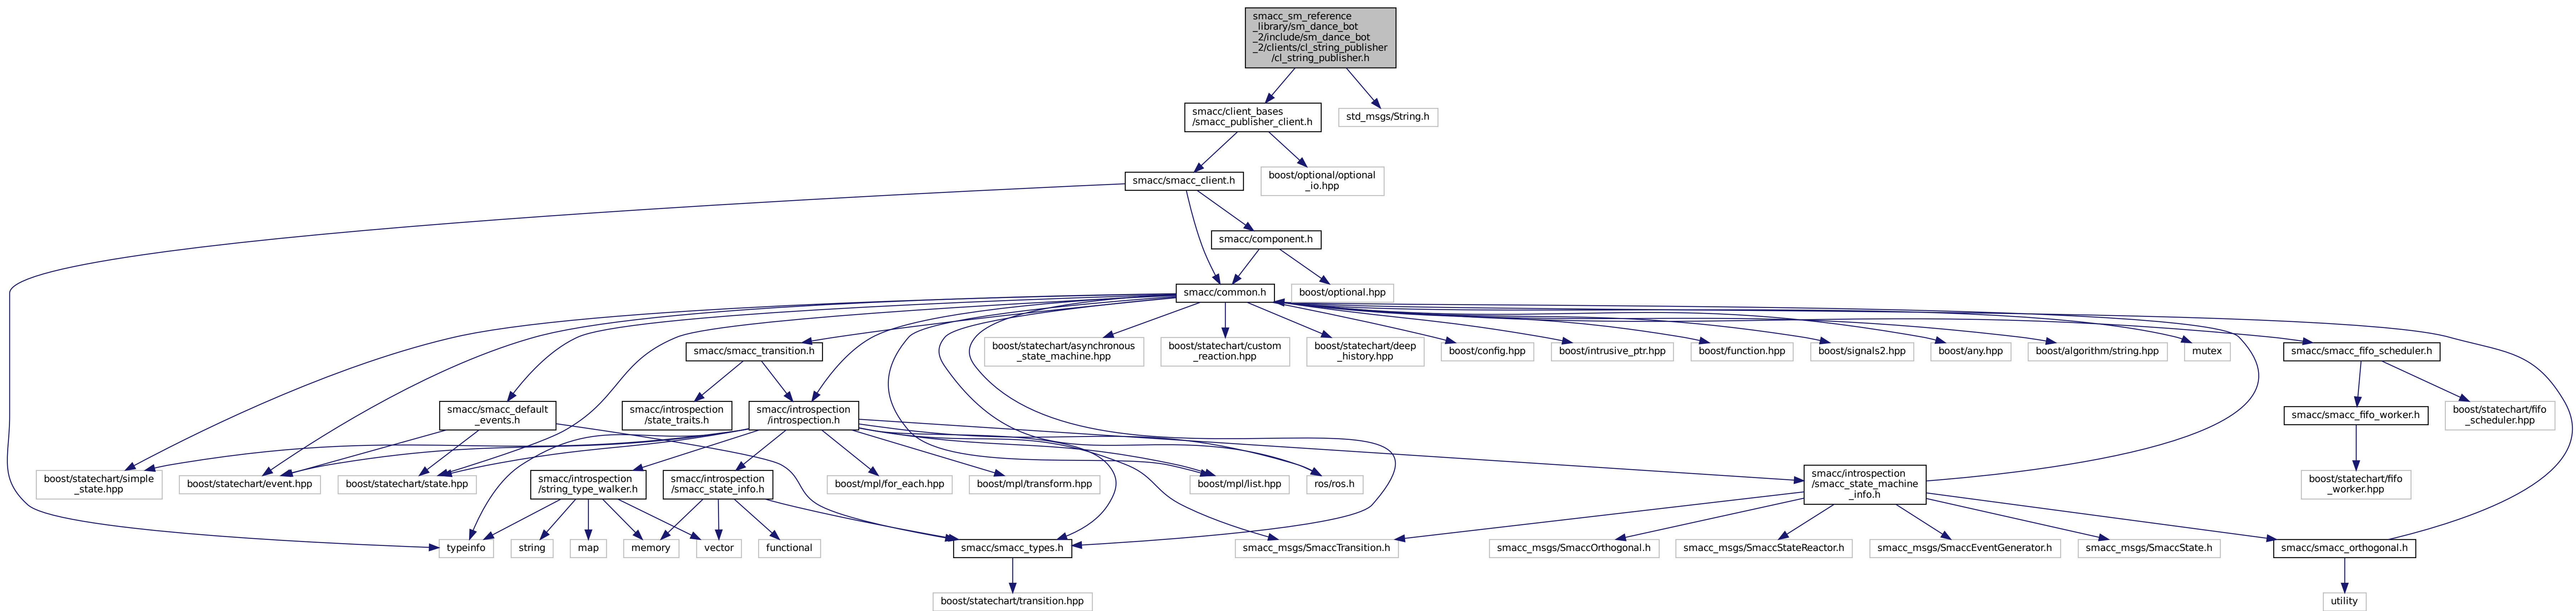 smacc_sm_reference
_library/sm_dance_bot
_2/include/sm_dance_bot
_2/clients/cl_string_publisher
/cl_string_publisher.h
smacc/client_bases
/smacc_publisher_client.h
std_msgs/String.h
smacc/smacc_client.h
boost/optional/optional
_io.hpp
smacc/component.h
smacc/common.h
boost/optional.hpp
smacc/smacc_transition.h
boost/statechart/asynchronous
_state_machine.hpp
boost/statechart/custom
_reaction.hpp
boost/statechart/deep
_history.hpp
boost/config.hpp
boost/intrusive_ptr.hpp
boost/function.hpp
boost/signals2.hpp
boost/any.hpp
boost/algorithm/string.hpp
mutex
smacc/smacc_fifo_scheduler.h
smacc/smacc_default
_events.h
smacc/introspection
/state_traits.h
smacc/introspection
/introspection.h
smacc/smacc_fifo_worker.h
boost/statechart/fifo
_scheduler.hpp
boost/statechart/simple
_state.hpp
boost/statechart/event.hpp
boost/statechart/state.hpp
smacc/introspection
/string_type_walker.h
smacc/introspection
/smacc_state_info.h
boost/mpl/for_each.hpp
boost/mpl/transform.hpp
boost/mpl/list.hpp
ros/ros.h
smacc/introspection
/smacc_state_machine
_info.h
boost/statechart/fifo
_worker.hpp
typeinfo
string
map
memory
vector
functional
smacc/smacc_types.h
smacc_msgs/SmaccTransition.h
smacc_msgs/SmaccOrthogonal.h
smacc_msgs/SmaccStateReactor.h
smacc_msgs/SmaccEventGenerator.h
smacc_msgs/SmaccState.h
smacc/smacc_orthogonal.h
boost/statechart/transition.hpp
utility